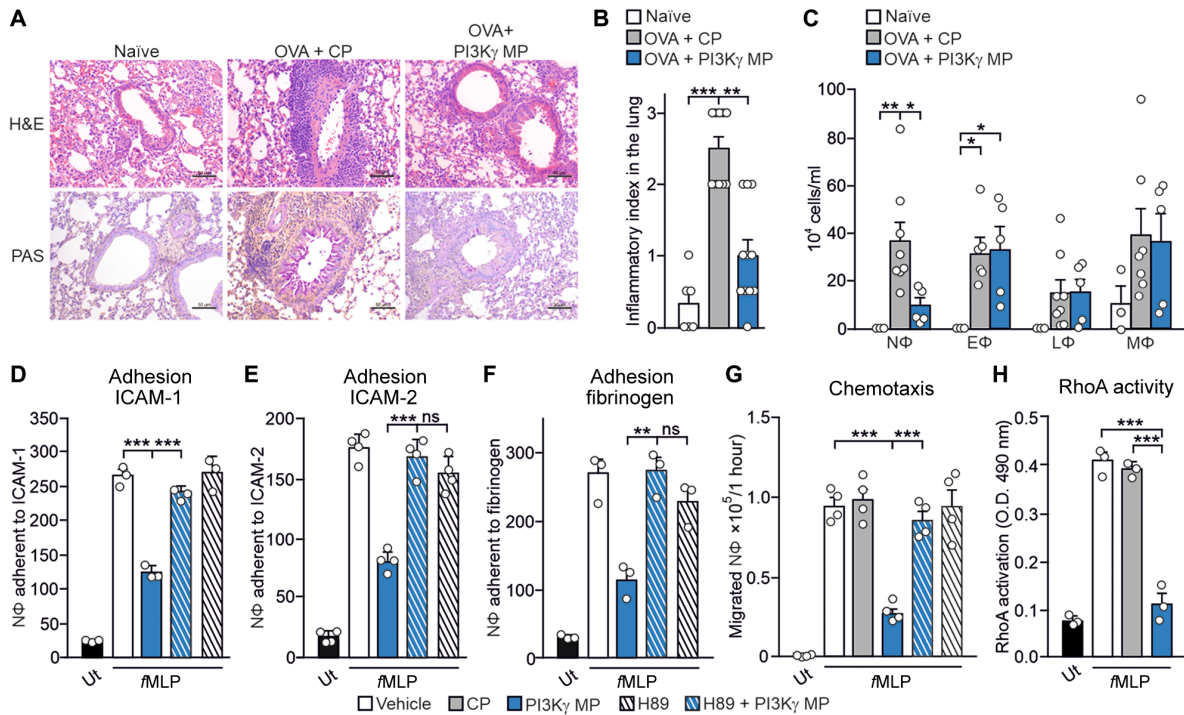 A
Naïve
OVA + CP
OVA+
PI3Kγ MP
H&E
PAS
50 µm
B
Naïve
OVA + CP
OVA + PI3Kγ MP
Inflammatory index in the lung
*** **
3
2
1
0
C
Naïve
OVA + CP
OVA + PI3Kγ MP
10⁴ cells/ml
100
80
60
40
20
0
** *
*
*
NΦ EΦ LΦ MΦ
D
Adhesion
ICAM-1
NΦ adherent to ICAM-1
350
300
250
200
150
100
50
0
*** ***
Ut
fMLP
E
Adhesion
ICAM-2
NΦ adherent to ICAM-2
200
150
100
50
0
*** ns
Ut
fMLP
F
Adhesion
fibrinogen
NΦ adhered to fibrinogen
300
200
100
0
** ns
Ut
fMLP
G
Chemotaxis
Migrated NΦ ×10⁵/1 hour
1.5
1.0
0.5
0
*** ***
Ut
fMLP
H
RhoA activity
RhoA activation (O.D. 490 nm)
0.5
0.4
0.3
0.2
0.1
0.0
***
***
Ut
fMLP
Vehicle CP PI3Kγ MP H89 H89 + PI3Kγ MP